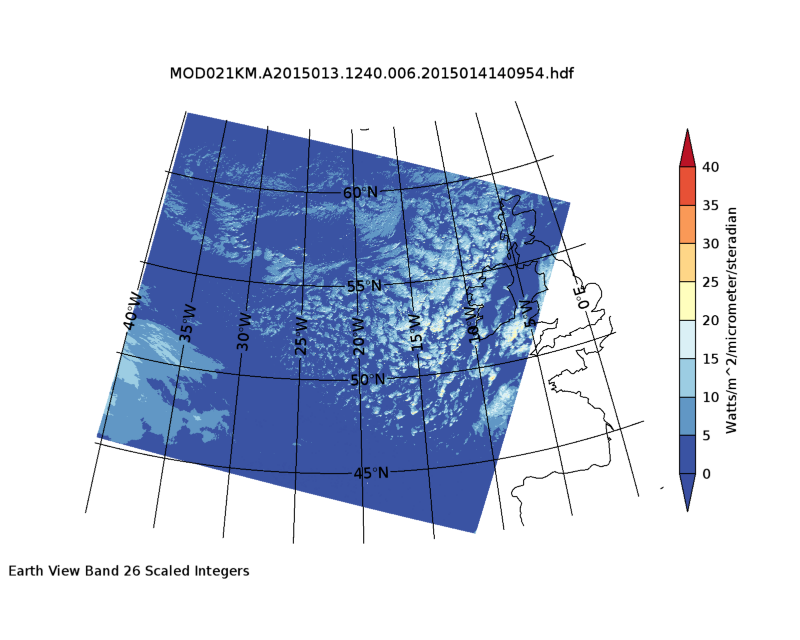 MOD021KM.A2015013.1240.006.2015014140954.hdf
60°N
55°N
50°N
45°N
40°W
35°W
30°W
25°W
20°W
15°W
10°W
5°W
0°E
40
35
30
25
20
15
10
5
0
Watts/m^2/micrometer/steradian
Earth View Band 26 Scaled Integers